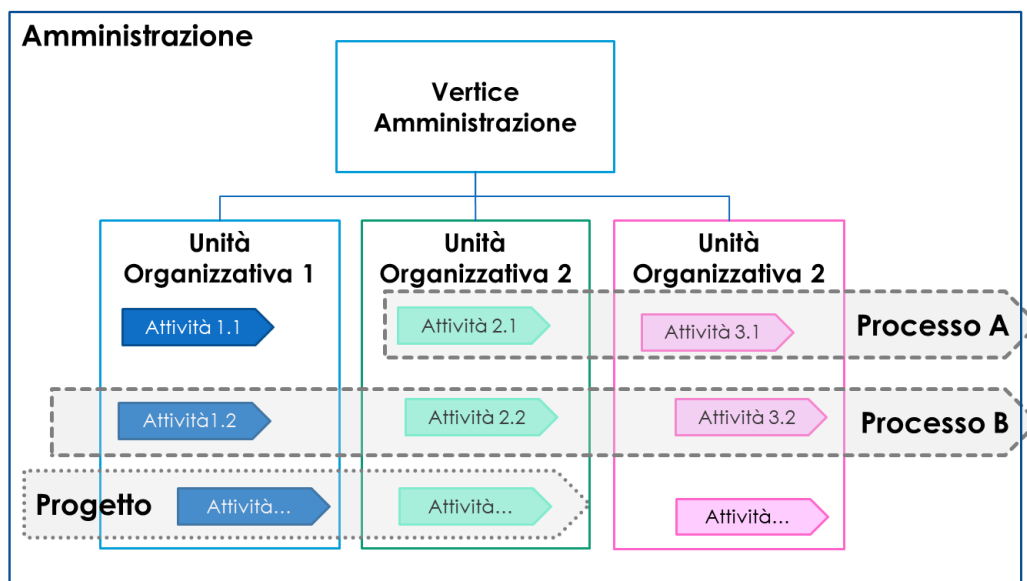 Amministrazione
Vertice
Amministrazione
Unità
Organizzativa 1
Unità
Organizzativa 2
Unità
Organizzativa 2
Attività 1.1
Attività 2.1
Attività 3.1
Processo A
Attività1.2
Attività 2.2
Attività 3.2
Processo B
Progetto
Attività...
Attività...
Attività...